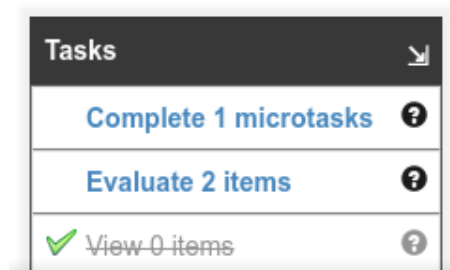 Tasks
Complete 1 microtasks
Evaluate 2 items
View 0 items